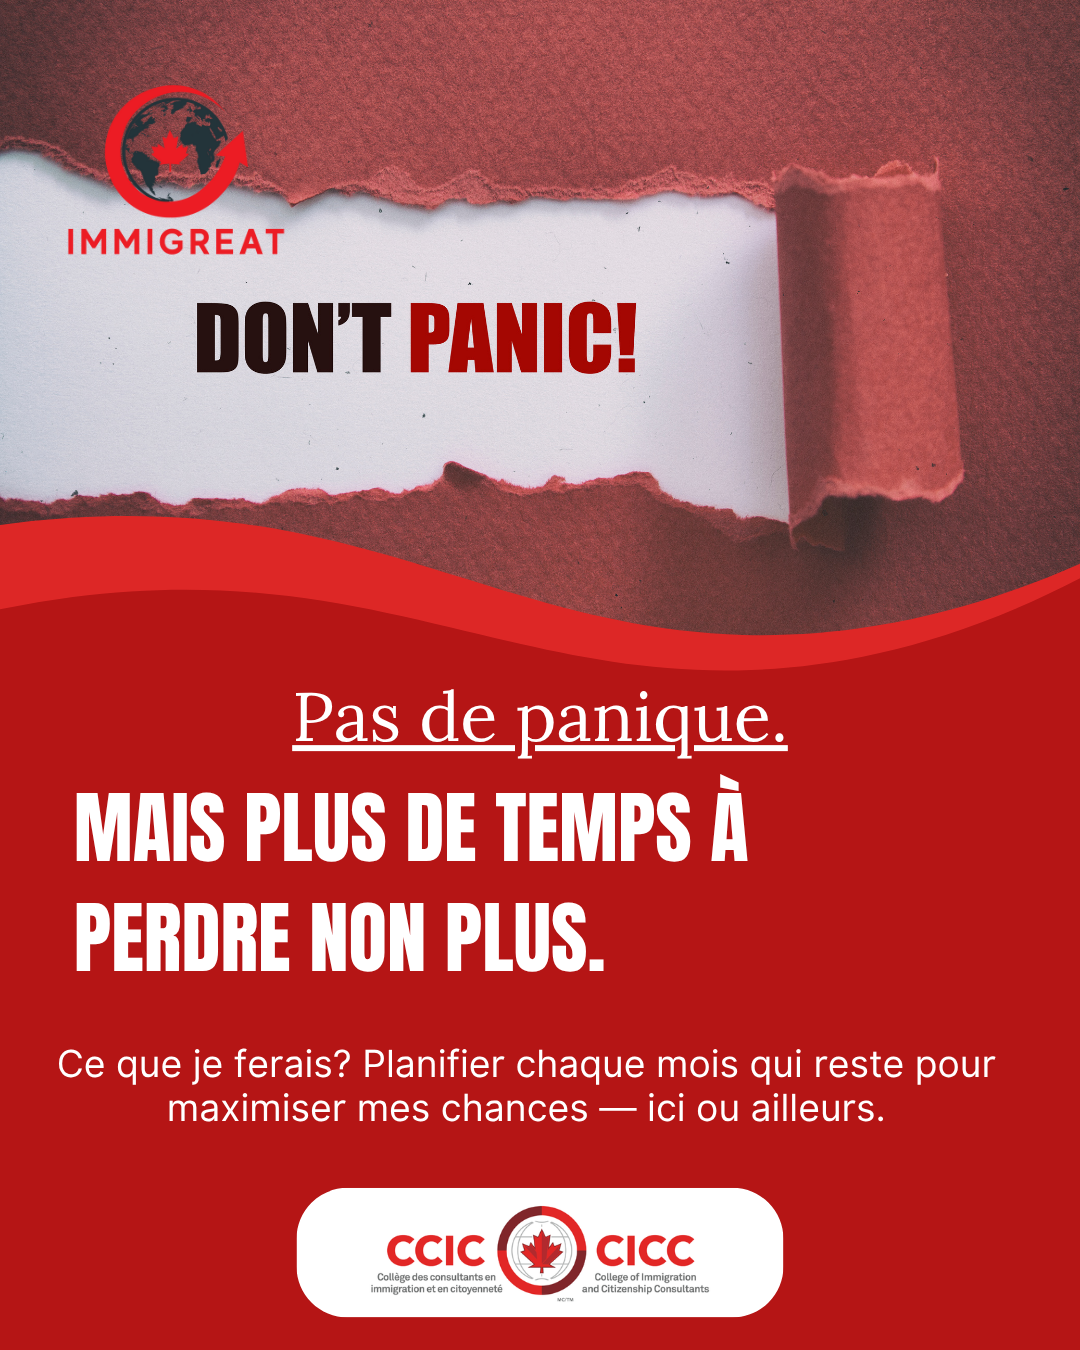 IMMIGREAT
DON'T PANIC!
Pas de panique.
MAIS PLUS DE TEMPS À
PERDRE NON PLUS.
Ce que je ferais? Planifier chaque mois qui reste pour
maximiser mes chances — ici ou ailleurs.
CCIC
Collège des consultants en
immigration et en citoyenneté
CICC
College of Immigration
and Citizenship Consultants
MC/TM